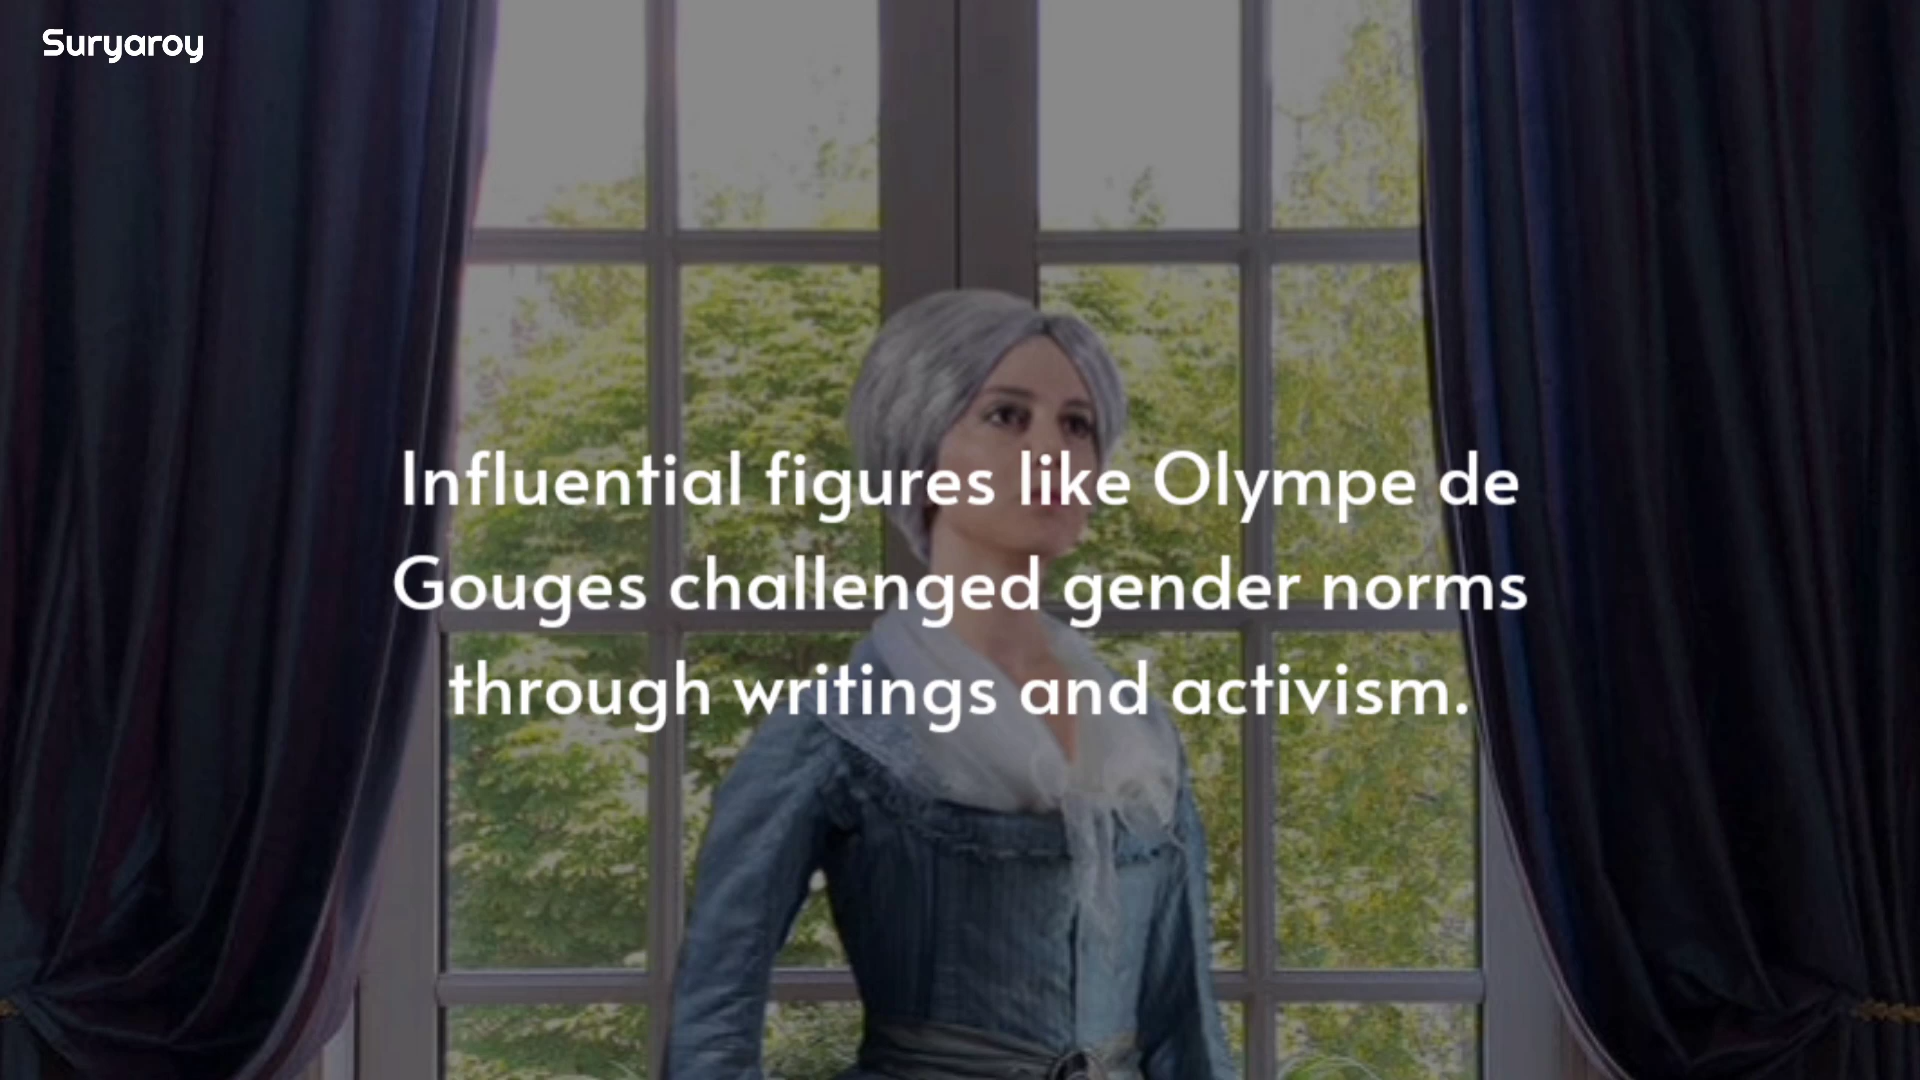 Suryaroy
Influential figures like Olympe de
Gouges challenged gender norms
through writings and activism.